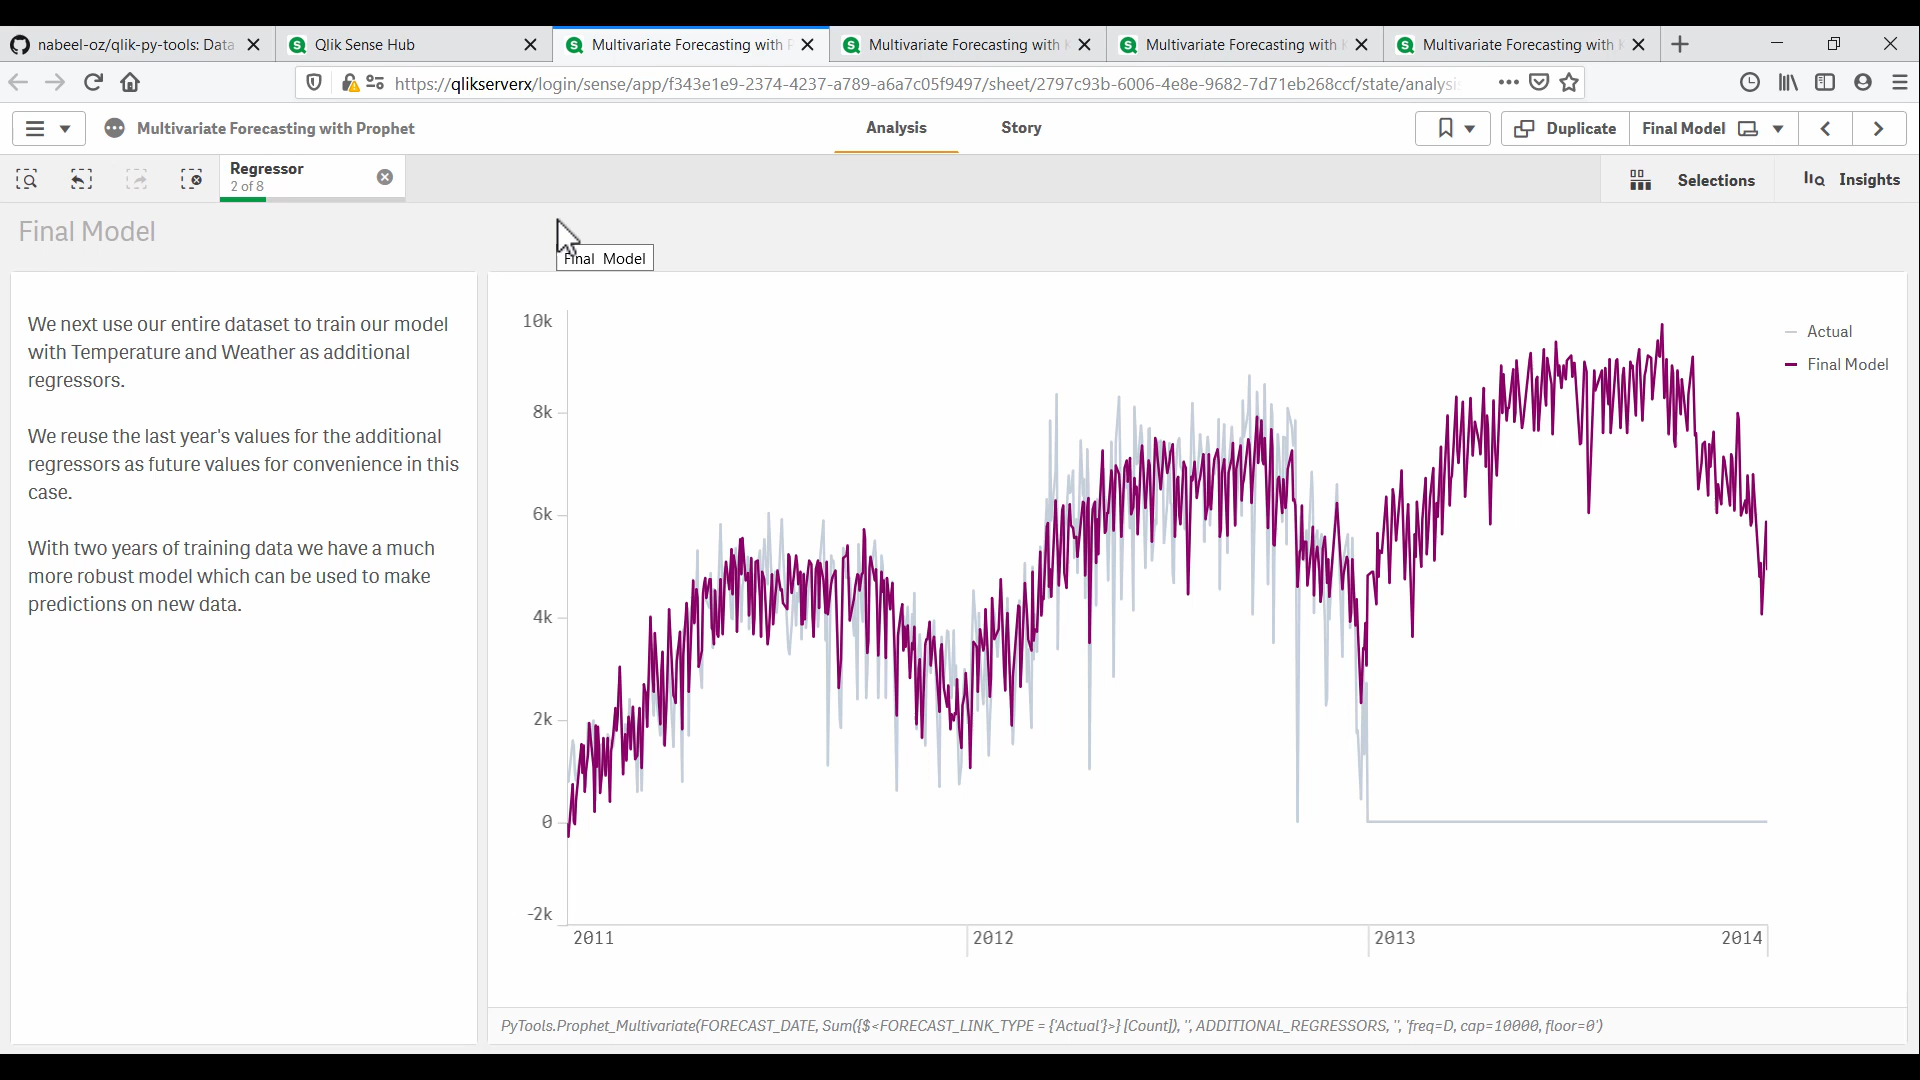 nabeel-oz/qlik-py-tools: Data
Qlik Sense Hub
Multivariate Forecasting with P
Multivariate Forecasting with K
Multivariate Forecasting with K
Multivariate Forecasting with K
https://qlikserverx/login/sense/app/f343e1e9-2374-4237-a789-a6a7c05f9497/sheet/2797c93b-6006-4e8e-9682-7d71eb268ccf/state/analysis
Multivariate Forecasting with Prophet
Analysis
Story
Duplicate
Final Model
Regressor
2 of 8
Selections
Insights
Final Model
Final Model
We next use our entire dataset to train our model
with Temperature and Weather as additional
regressors.
We reuse the last year's values for the additional
regressors as future values for convenience in this
case.
With two years of training data we have a much
more robust model which can be used to make
predictions on new data.
10k
8k
6k
4k
2k
0
-2k
2011
2012
2013
2014
Actual
Final Model
PyTools.Prophet_Multivariate(FORECAST_DATE, Sum({$<FORECAST_LINK_TYPE = {'Actual'}>} [Count]), '', ADDITIONAL_REGRESSORS, '', 'freq=D, cap=10000, floor=0')